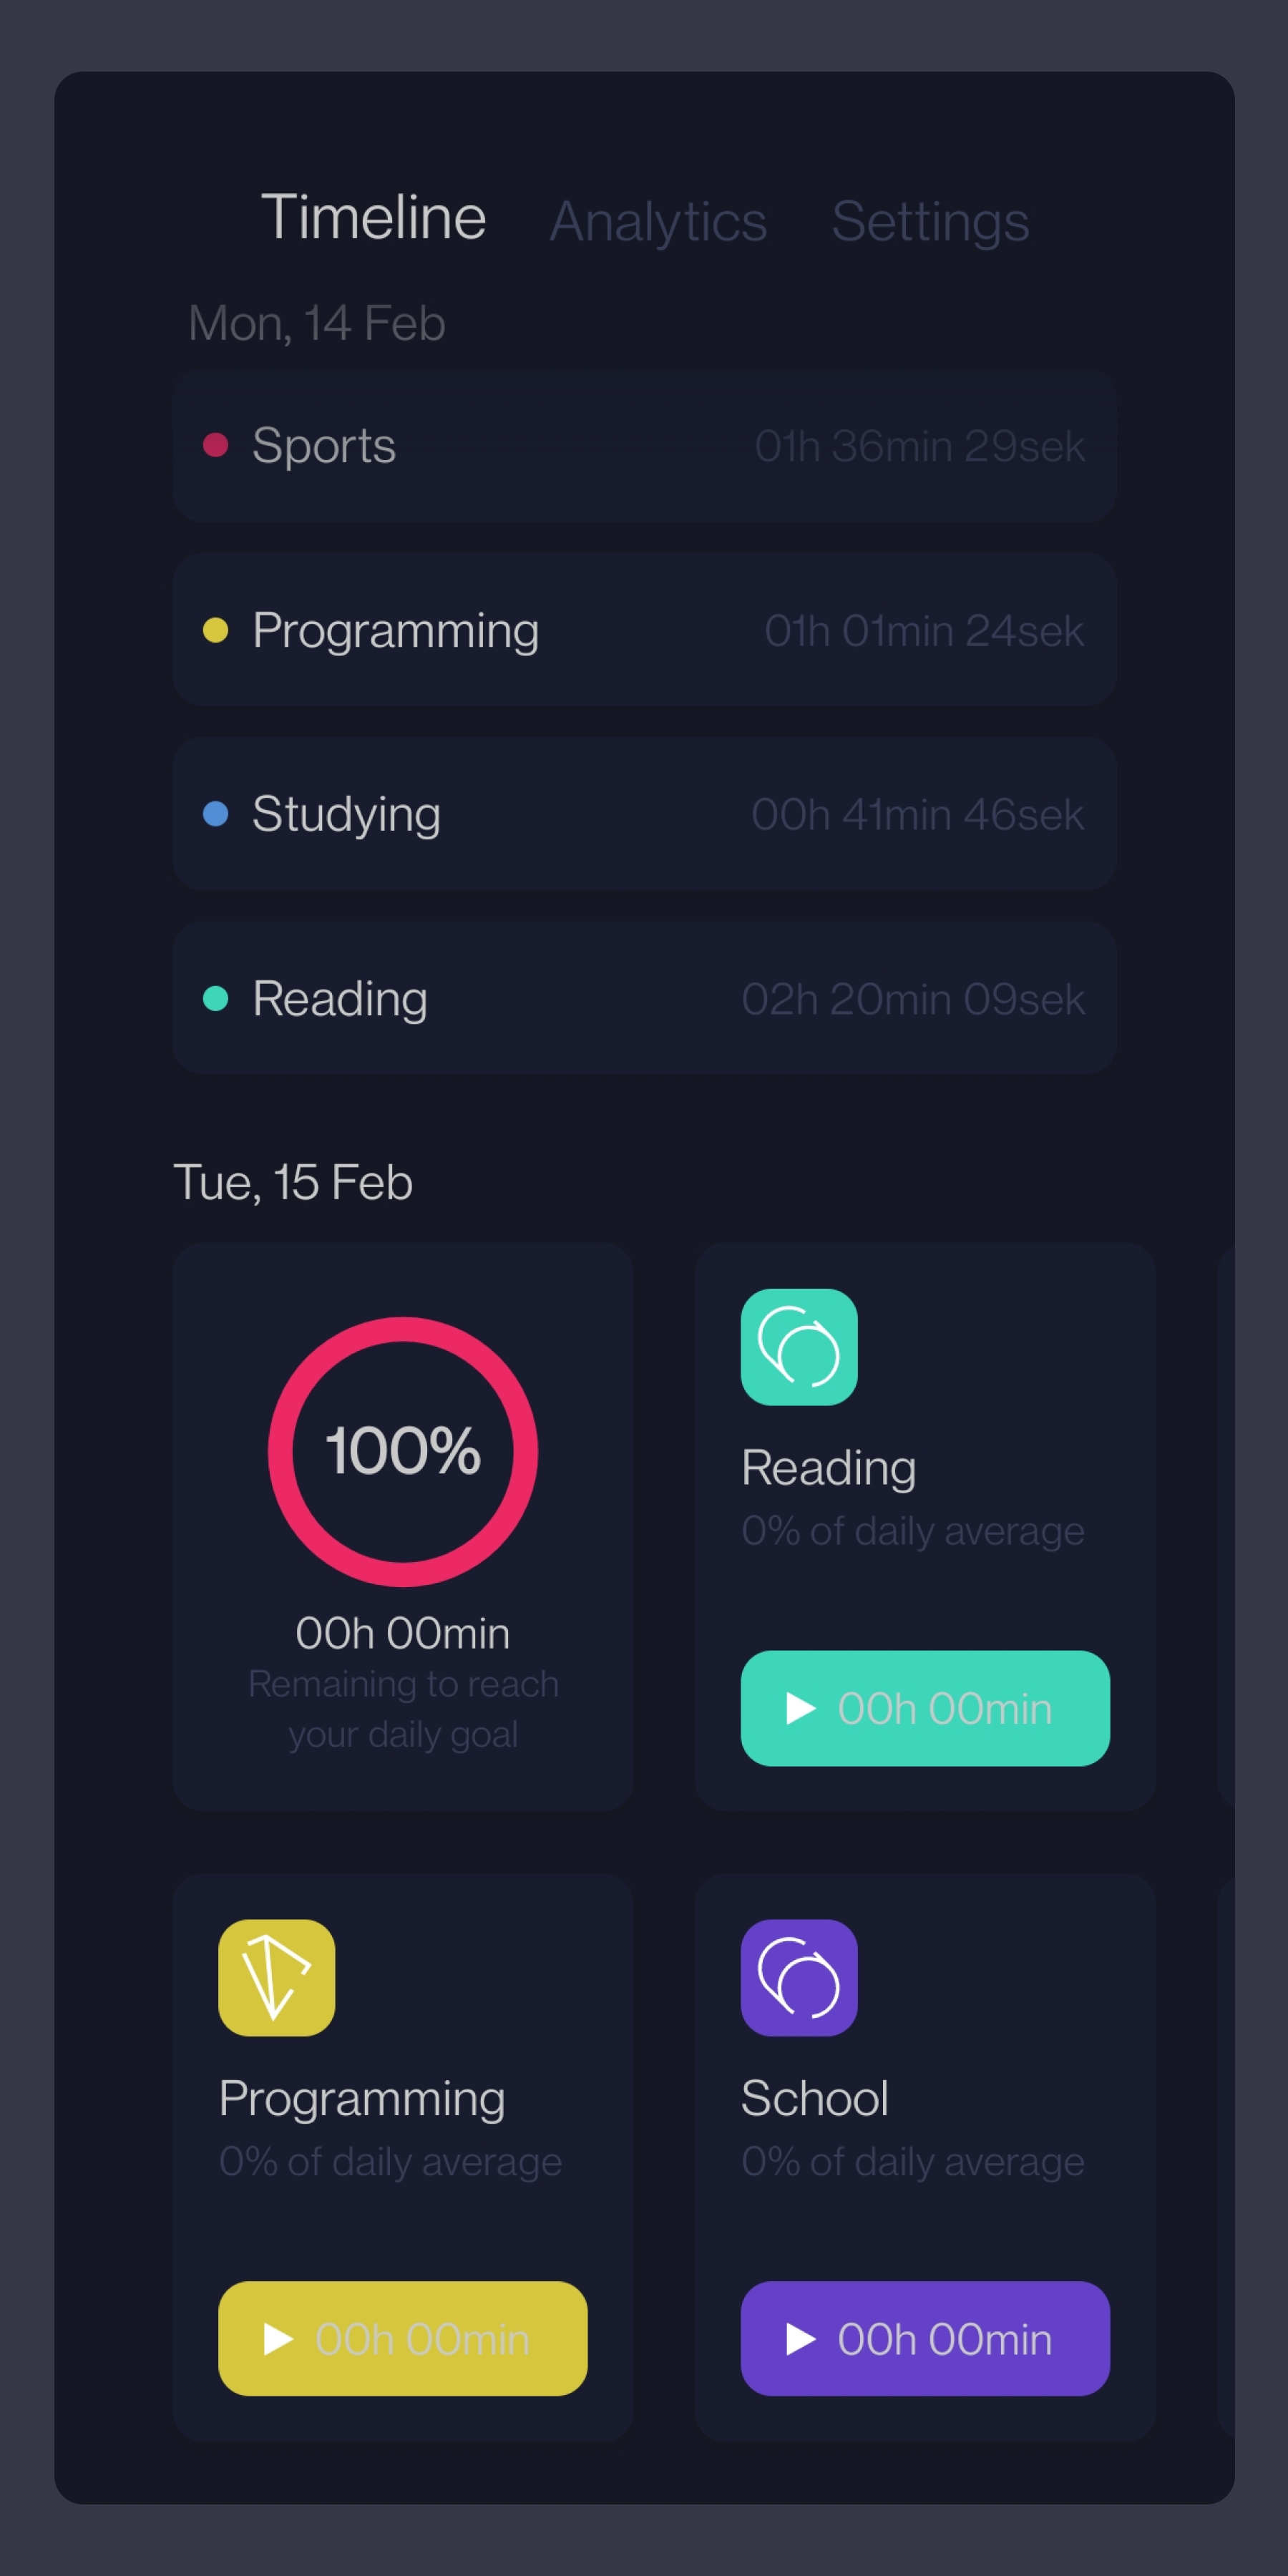 Timeline Analytics Settings
Mon, 14 Feb
Sports 01h 36min 29sek
Programming 01h 01min 24sek
Studying 00h 41min 46sek
Reading 02h 20min 09sek
Tue, 15 Feb
100%
00h 00min
Remaining to reach
your daily goal
Reading
0% of daily average
00h 00min
Programming
0% of daily average
00h 00min
School
0% of daily average
00h 00min